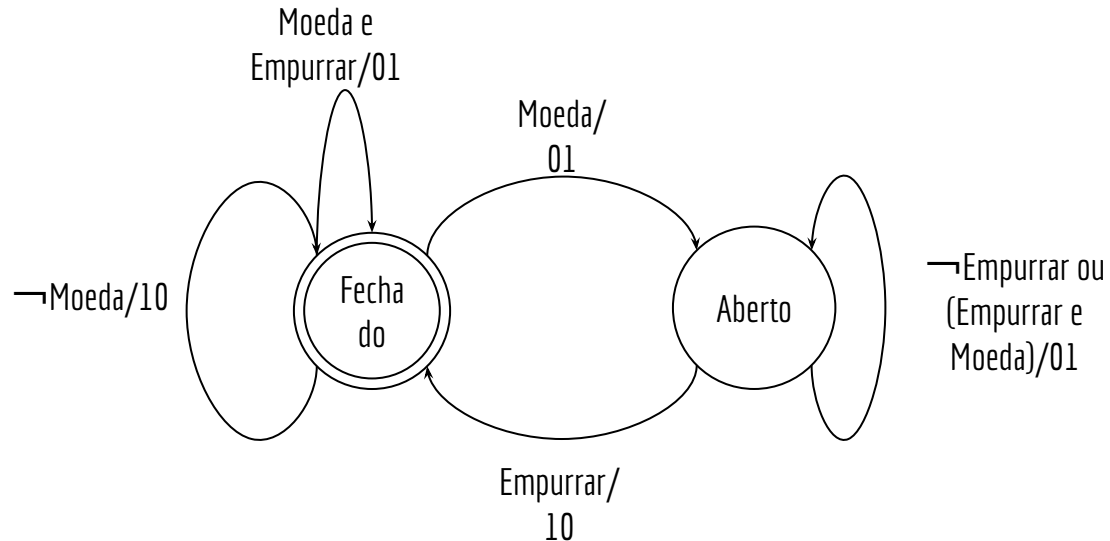 Moeda e
Empurrar/01
Moeda/
01
¬Moeda/10
Fecha
do
Aberto
¬Empurrar ou
(Empurrar e
Moeda)/01
Empurrar/
10